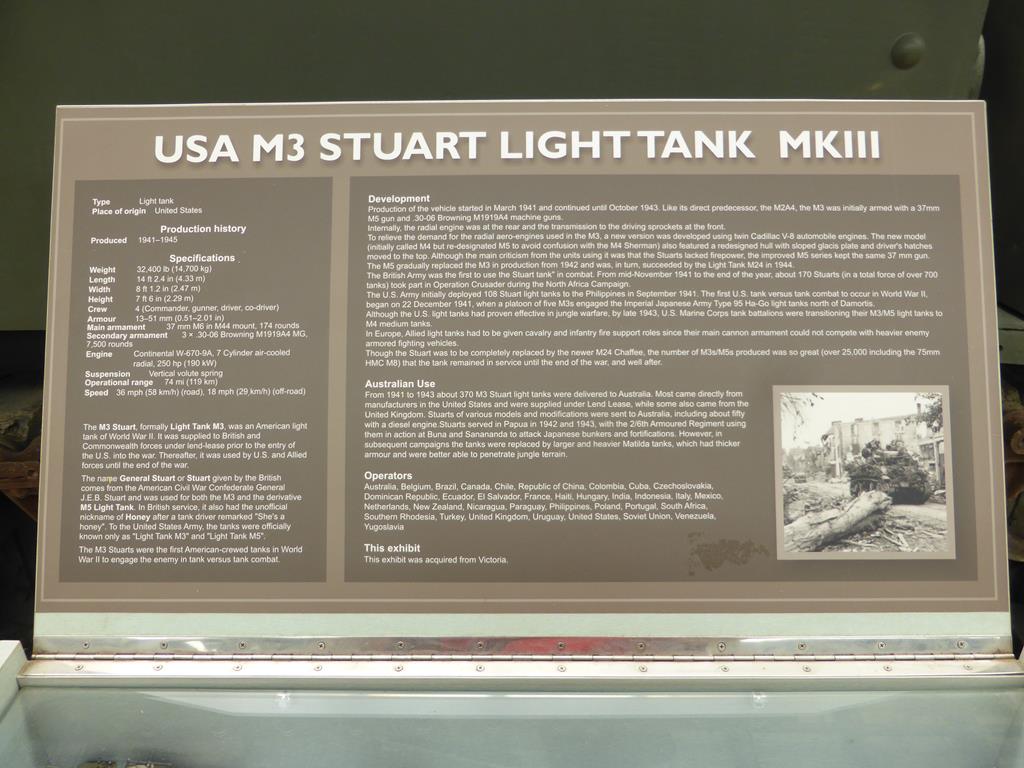 USA M3 STUART LIGHT TANK MKIII
Type Light tank
Place of origin United States
Production history
Produced 1941–1945
Specifications
Weight 32,400 lb (14,700 kg)
Length 14 ft 2.4 in (4.33 m)
Width 8 ft 1.2 in (2.47 m)
Height 7 ft 6 in (2.29 m)
Crew 4 (Commander, gunner, driver, co-driver)
Armour 13–51 mm (0.51–2.01 in)
Main armament 37 mm M6 in M44 mount, 174 rounds
Secondary armament 3 × .30-06 Browning M1919A4 MG,
7,500 rounds
Engine Continental W-670-9A, 7 Cylinder air-cooled
radial, 250 hp (190 kW)
Suspension Vertical volute spring
Operational range 74 mi (119 km)
Speed 36 mph (58 km/h) (road), 18 mph (29 km/h) (off-road)
The M3 Stuart, formally Light Tank M3, was an American light
tank of World War II. It was supplied to British and
Commonwealth forces under lend-lease prior to the entry of
the U.S. into the war. Thereafter, it was used by U.S. and Allied
forces until the end of the war.
The name General Stuart or Stuart given by the British
comes from the American Civil War Confederate General
J.E.B. Stuart and was used for both the M3 and the derivative
M5 Light Tank. In British service, it also had the unofficial
nickname of Honey after a tank driver remarked "She's a
honey". To the United States Army, the tanks were officially
known only as "Light Tank M3" and "Light Tank M5".
The M3 Stuarts were the first American-crewed tanks in World
War II to engage the enemy in tank versus tank combat.
Development
Production of the vehicle started in March 1941 and continued until October 1943. Like its direct predecessor, the M2A4, the M3 was initially armed with a 37mm
M5 gun and .30-06 Browning M1919A4 machine guns.
Internally, the radial engine was at the rear and the transmission to the driving sprockets at the front.
To relieve the demand for the radial aero-engines used in the M3, a new version was developed using twin Cadillac V-8 automobile engines. The new model
(initially called M4 but re-designated M5 to avoid confusion with the M4 Sherman) also featured a redesigned hull with sloped glacis plate and driver's hatches
moved to the top. Although the main criticism from the units using it was that the Stuarts lacked firepower, the improved M5 series kept the same 37 mm gun.
The M5 gradually replaced the M3 in production from 1942 and was, in turn, succeeded by the Light Tank M24 in 1944.
The British Army was the first to use the Stuart tank" in combat. From mid-November 1941 to the end of the year, about 170 Stuarts (in a total force of over 700
tanks) took part in Operation Crusader during the North Africa Campaign.
The U.S. Army initially deployed 108 Stuart light tanks to the Philippines in September 1941. The first U.S. tank versus tank combat to occur in World War II,
began on 22 December 1941, when a platoon of five M3s engaged the Imperial Japanese Army Type 95 Ha-Go light tanks north of Damortis.
Although the U.S. light tanks had proven effective in jungle warfare, by late 1943, U.S. Marine Corps tank battalions were transitioning their M3/M5 light tanks to
M4 medium tanks.
In Europe, Allied light tanks had to be given cavalry and infantry fire support roles since their main cannon armament could not compete with heavier enemy
armored fighting vehicles.
Though the Stuart was to be completely replaced by the newer M24 Chaffee, the number of M3s/M5s produced was so great (over 25,000 including the 75mm
HMC M8) that the tank remained in service until the end of the war, and well after.
Australian Use
From 1941 to 1943 about 370 M3 Stuart light tanks were delivered to Australia. Most came directly from
manufacturers in the United States and were supplied under Lend Lease, while some also came from the
United Kingdom. Stuarts of various models and modifications were sent to Australia, including about fifty
with a diesel engine.Stuarts served in Papua in 1942 and 1943, with the 2/6th Armoured Regiment using
them in action at Buna and Sanananda to attack Japanese bunkers and fortifications. However, in
subsequent campaigns the tanks were replaced by larger and heavier Matilda tanks, which had thicker
armour and were better able to penetrate jungle terrain.
Operators
Australia, Belgium, Brazil, Canada, Chile, Republic of China, Colombia, Cuba, Czechoslovakia,
Dominican Republic, Ecuador, El Salvador, France, Haiti, Hungary, India, Indonesia, Italy, Mexico,
Netherlands, New Zealand, Nicaragua, Paraguay, Philippines, Poland, Portugal, South Africa,
Southern Rhodesia, Turkey, United Kingdom, Uruguay, United States, Soviet Union, Venezuela,
Yugoslavia
This exhibit
This exhibit was acquired from Victoria.